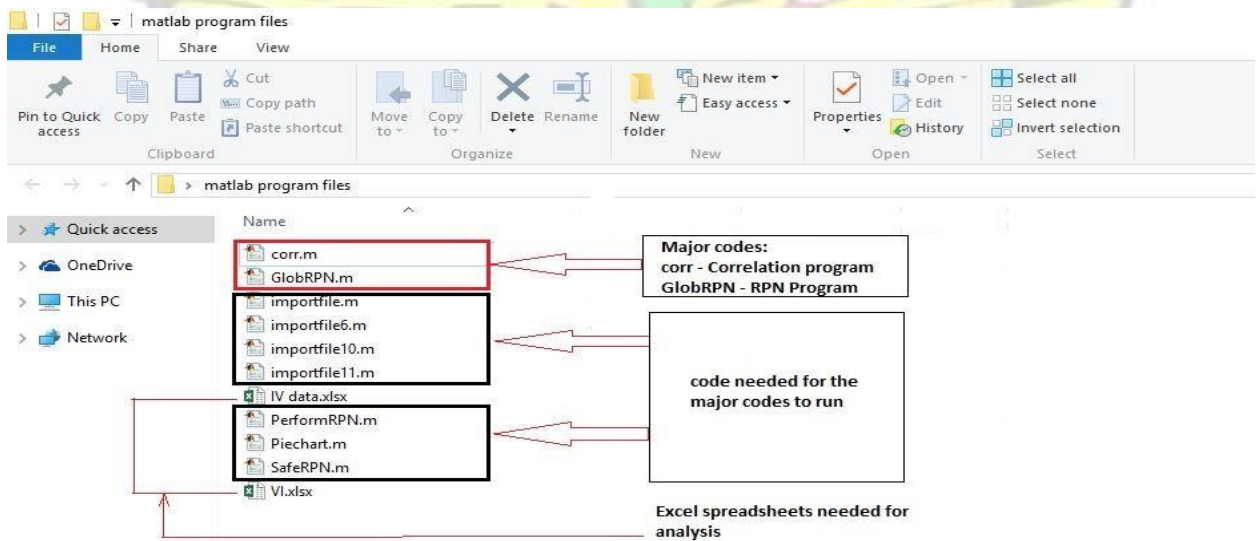 matlab program files
File Home Share View
Pin to Quick access
Copy
Paste
Cut
Copy path
Paste shortcut
Clipboard
Move to
Copy to
Delete
Rename
Organize
New folder
New item
Easy access
New
Properties
Open
Edit
History
Open
Select all
Select none
Invert selection
Select
matlab program files
Quick access
OneDrive
This PC
Network
Name
corr.m
GlobRPN.m
importfile.m
importfile6.m
importfile10.m
importfile11.m
IV data.xlsx
PerformRPN.m
Piechart.m
SafeRPN.m
VI.xlsx
Major codes:
corr - Correlation program
GlobRPN - RPN Program
code needed for the
major codes to run
Excel spreadsheets needed for
analysis